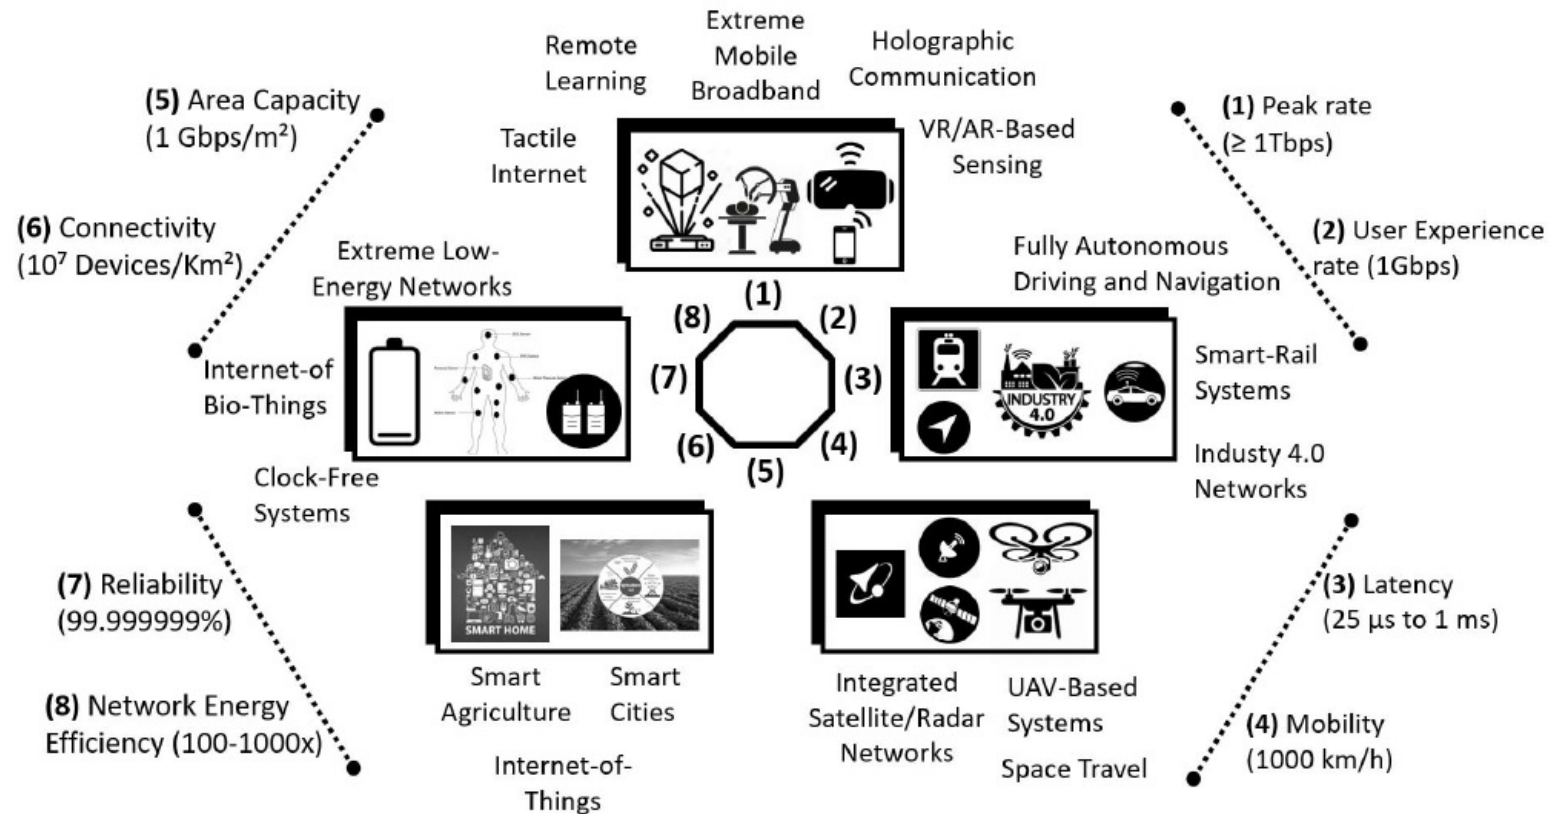 Remote
Learning
Extreme
Mobile
Broadband
Holographic
Communication
(5) Area Capacity
(1 Gbps/m²)
Tactile
Internet
VR/AR-Based
Sensing
(1) Peak rate
(≥ 1Tbps)
(6) Connectivity
(10⁷ Devices/Km²)
Extreme Low-
Energy Networks
Fully Autonomous
Driving and Navigation
(2) User Experience
rate (1Gbps)
(1)
(2)
(3)
(4)
(5)
(6)
(7)
(8)
Internet-of
Bio-Things
INDUSTRY
4.0
Smart-Rail
Systems
Industy 4.0
Networks
Clock-Free
Systems
SMART HOME
(7) Reliability
(99.999999%)
(3) Latency
(25 µs to 1 ms)
(8) Network Energy
Efficiency (100-1000x)
Smart
Agriculture
Smart
Cities
Internet-of-
Things
Integrated
Satellite/Radar
Networks
UAV-Based
Systems
Space Travel
(4) Mobility
(1000 km/h)